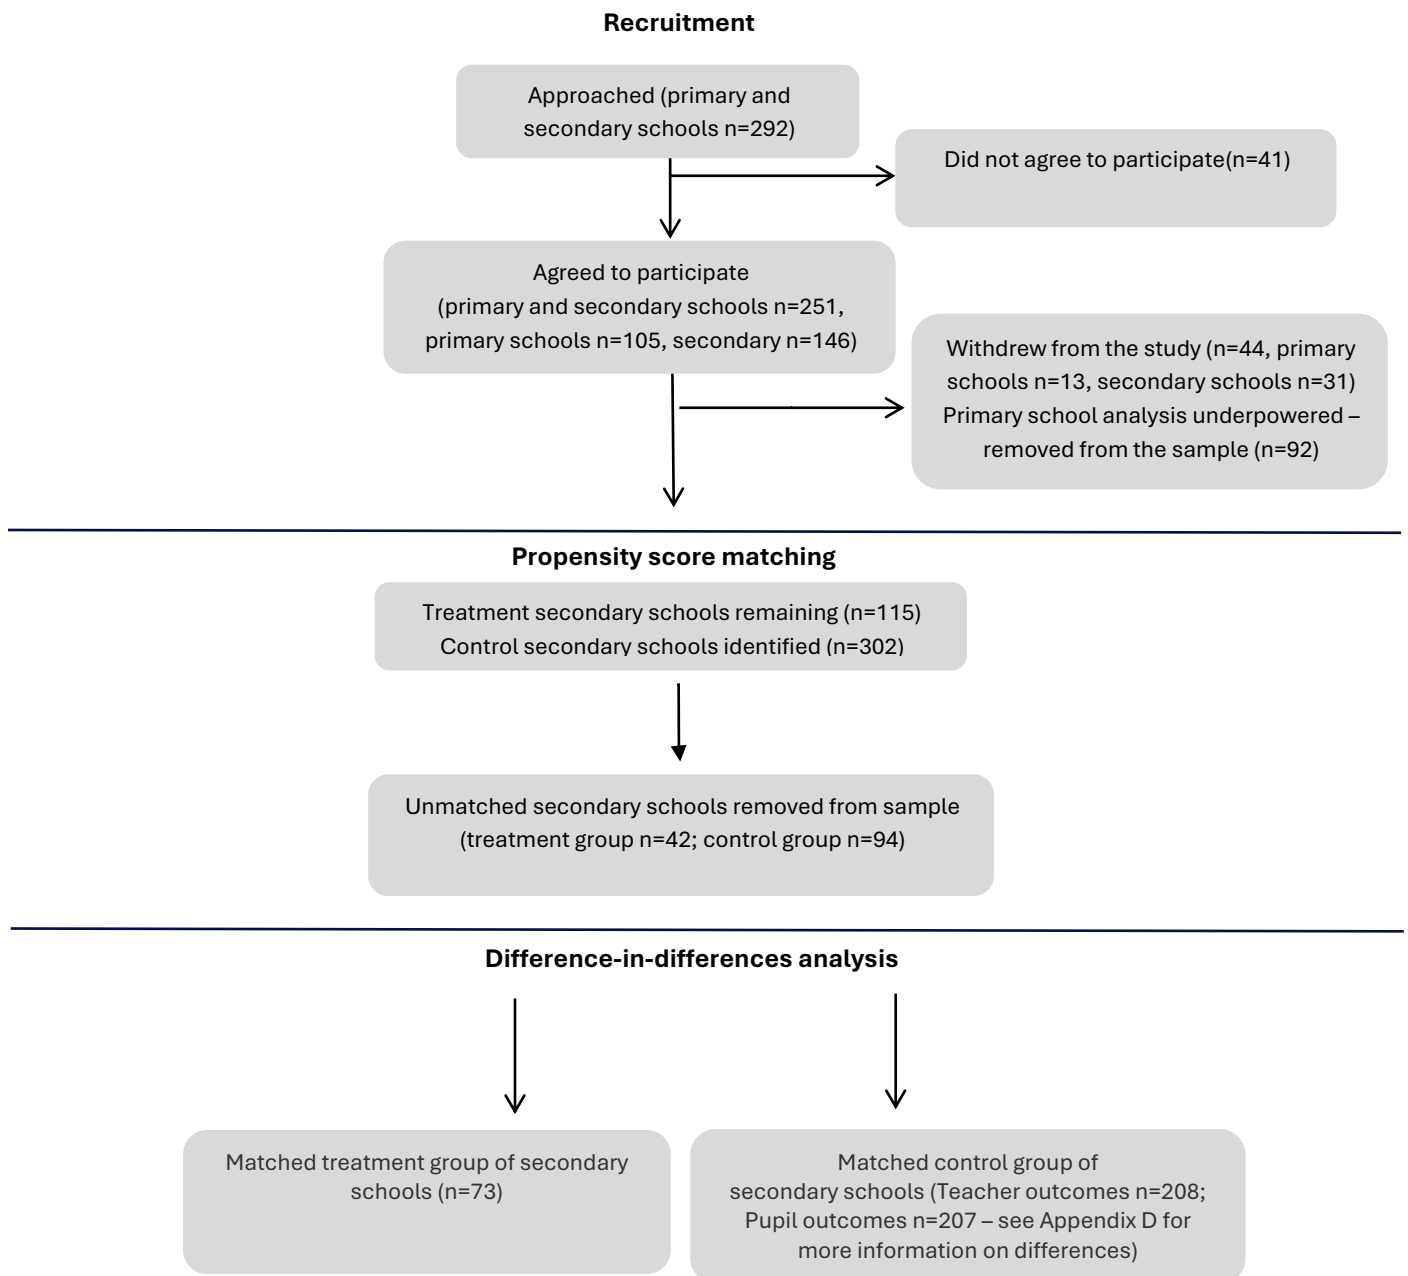 Recruitment
Approached (primary and
secondary schools n=292)
Did not agree to participate(n=41)
Agreed to participate
(primary and secondary schools n=251,
primary schools n=105, secondary n=146)
Withdrew from the study (n=44, primary
schools n=13, secondary schools n=31)
Primary school analysis underpowered –
removed from the sample (n=92)
Propensity score matching
Treatment secondary schools remaining (n=115)
Control secondary schools identified (n=302)
Unmatched secondary schools removed from sample
(treatment group n=42; control group n=94)
Difference-in-differences analysis
Matched treatment group of secondary
schools (n=73)
Matched control group of
secondary schools (Teacher outcomes n=208;
Pupil outcomes n=207 – see Appendix D for
more information on differences)